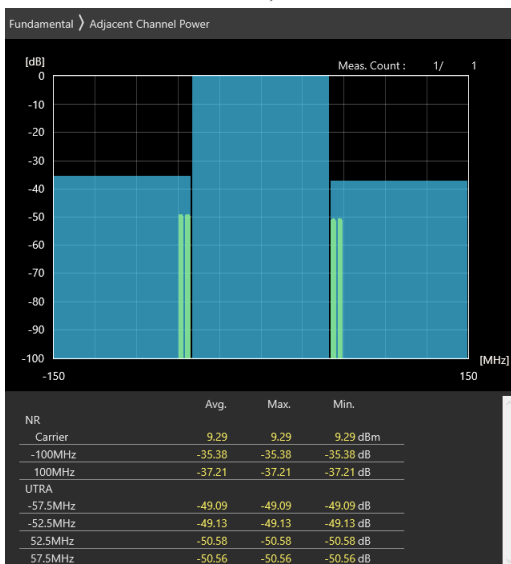 Fundamental 〉 Adjacent Channel Power
[dB]
Meas. Count : 1/ 1
0
-10
-20
-30
-40
-50
-60
-70
-80
-90
-100
[MHz]
-150 150
Avg. Max. Min.
NR
Carrier 9.29 9.29 9.29 dBm
-100MHz -35.38 -35.38 -35.38 dB
100MHz -37.21 -37.21 -37.21 dB
UTRA
-57.5MHz -49.09 -49.09 -49.09 dB
-52.5MHz -49.13 -49.13 -49.13 dB
52.5MHz -50.58 -50.58 -50.58 dB
57.5MHz -50.56 -50.56 -50.56 dB